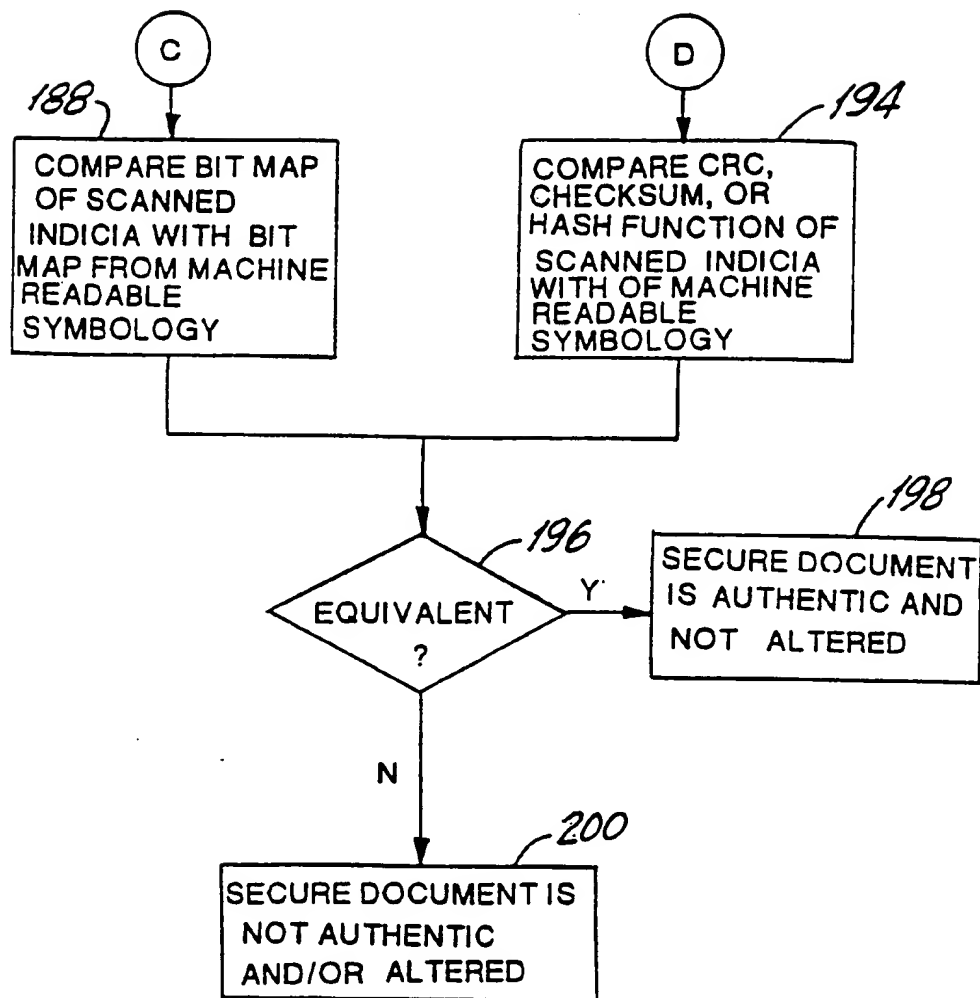 C
D
188
194
COMPARE BIT MAP
OF SCANNED
INDICIA WITH BIT
MAP FROM MACHINE
READABLE
SYMBOLOGY
COMPARE CRC,
CHECKSUM, OR
HASH FUNCTION OF
SCANNED INDICIA
WITH OF MACHINE
READABLE
SYMBOLOGY
196
198
EQUIVALENT
?
Y
SECURE DOCUMENT
IS AUTHENTIC AND
NOT ALTERED
N
200
SECURE DOCUMENT IS
NOT AUTHENTIC
AND/OR ALTERED